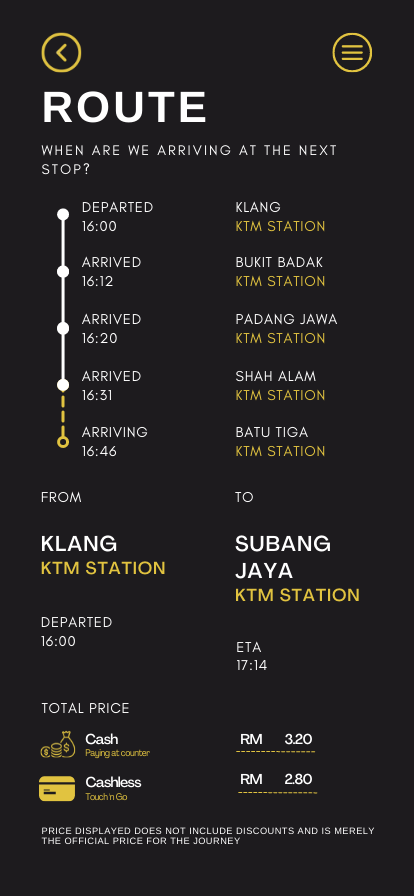 ROUTE
WHEN ARE WE ARRIVING AT THE NEXT
STOP?
DEPARTED KLANG
16:00 KTM STATION
ARRIVED BUKIT BADAK
16:12 KTM STATION
ARRIVED PADANG JAWA
16:20 KTM STATION
ARRIVED SHAH ALAM
16:31 KTM STATION
ARRIVING BATU TIGA
16:46 KTM STATION
FROM TO
KLANG SUBANG
JAYA
KTM STATION KTM STATION
DEPARTED
16:00
ETA
17:14
TOTAL PRICE
Cash RM 3.20
Paying at counter
Cashless RM 2.80
Touch'n Go
PRICE DISPLAYED DOES NOT INCLUDE DISCOUNTS AND IS MERELY
THE OFFICIAL PRICE FOR THE JOURNEY